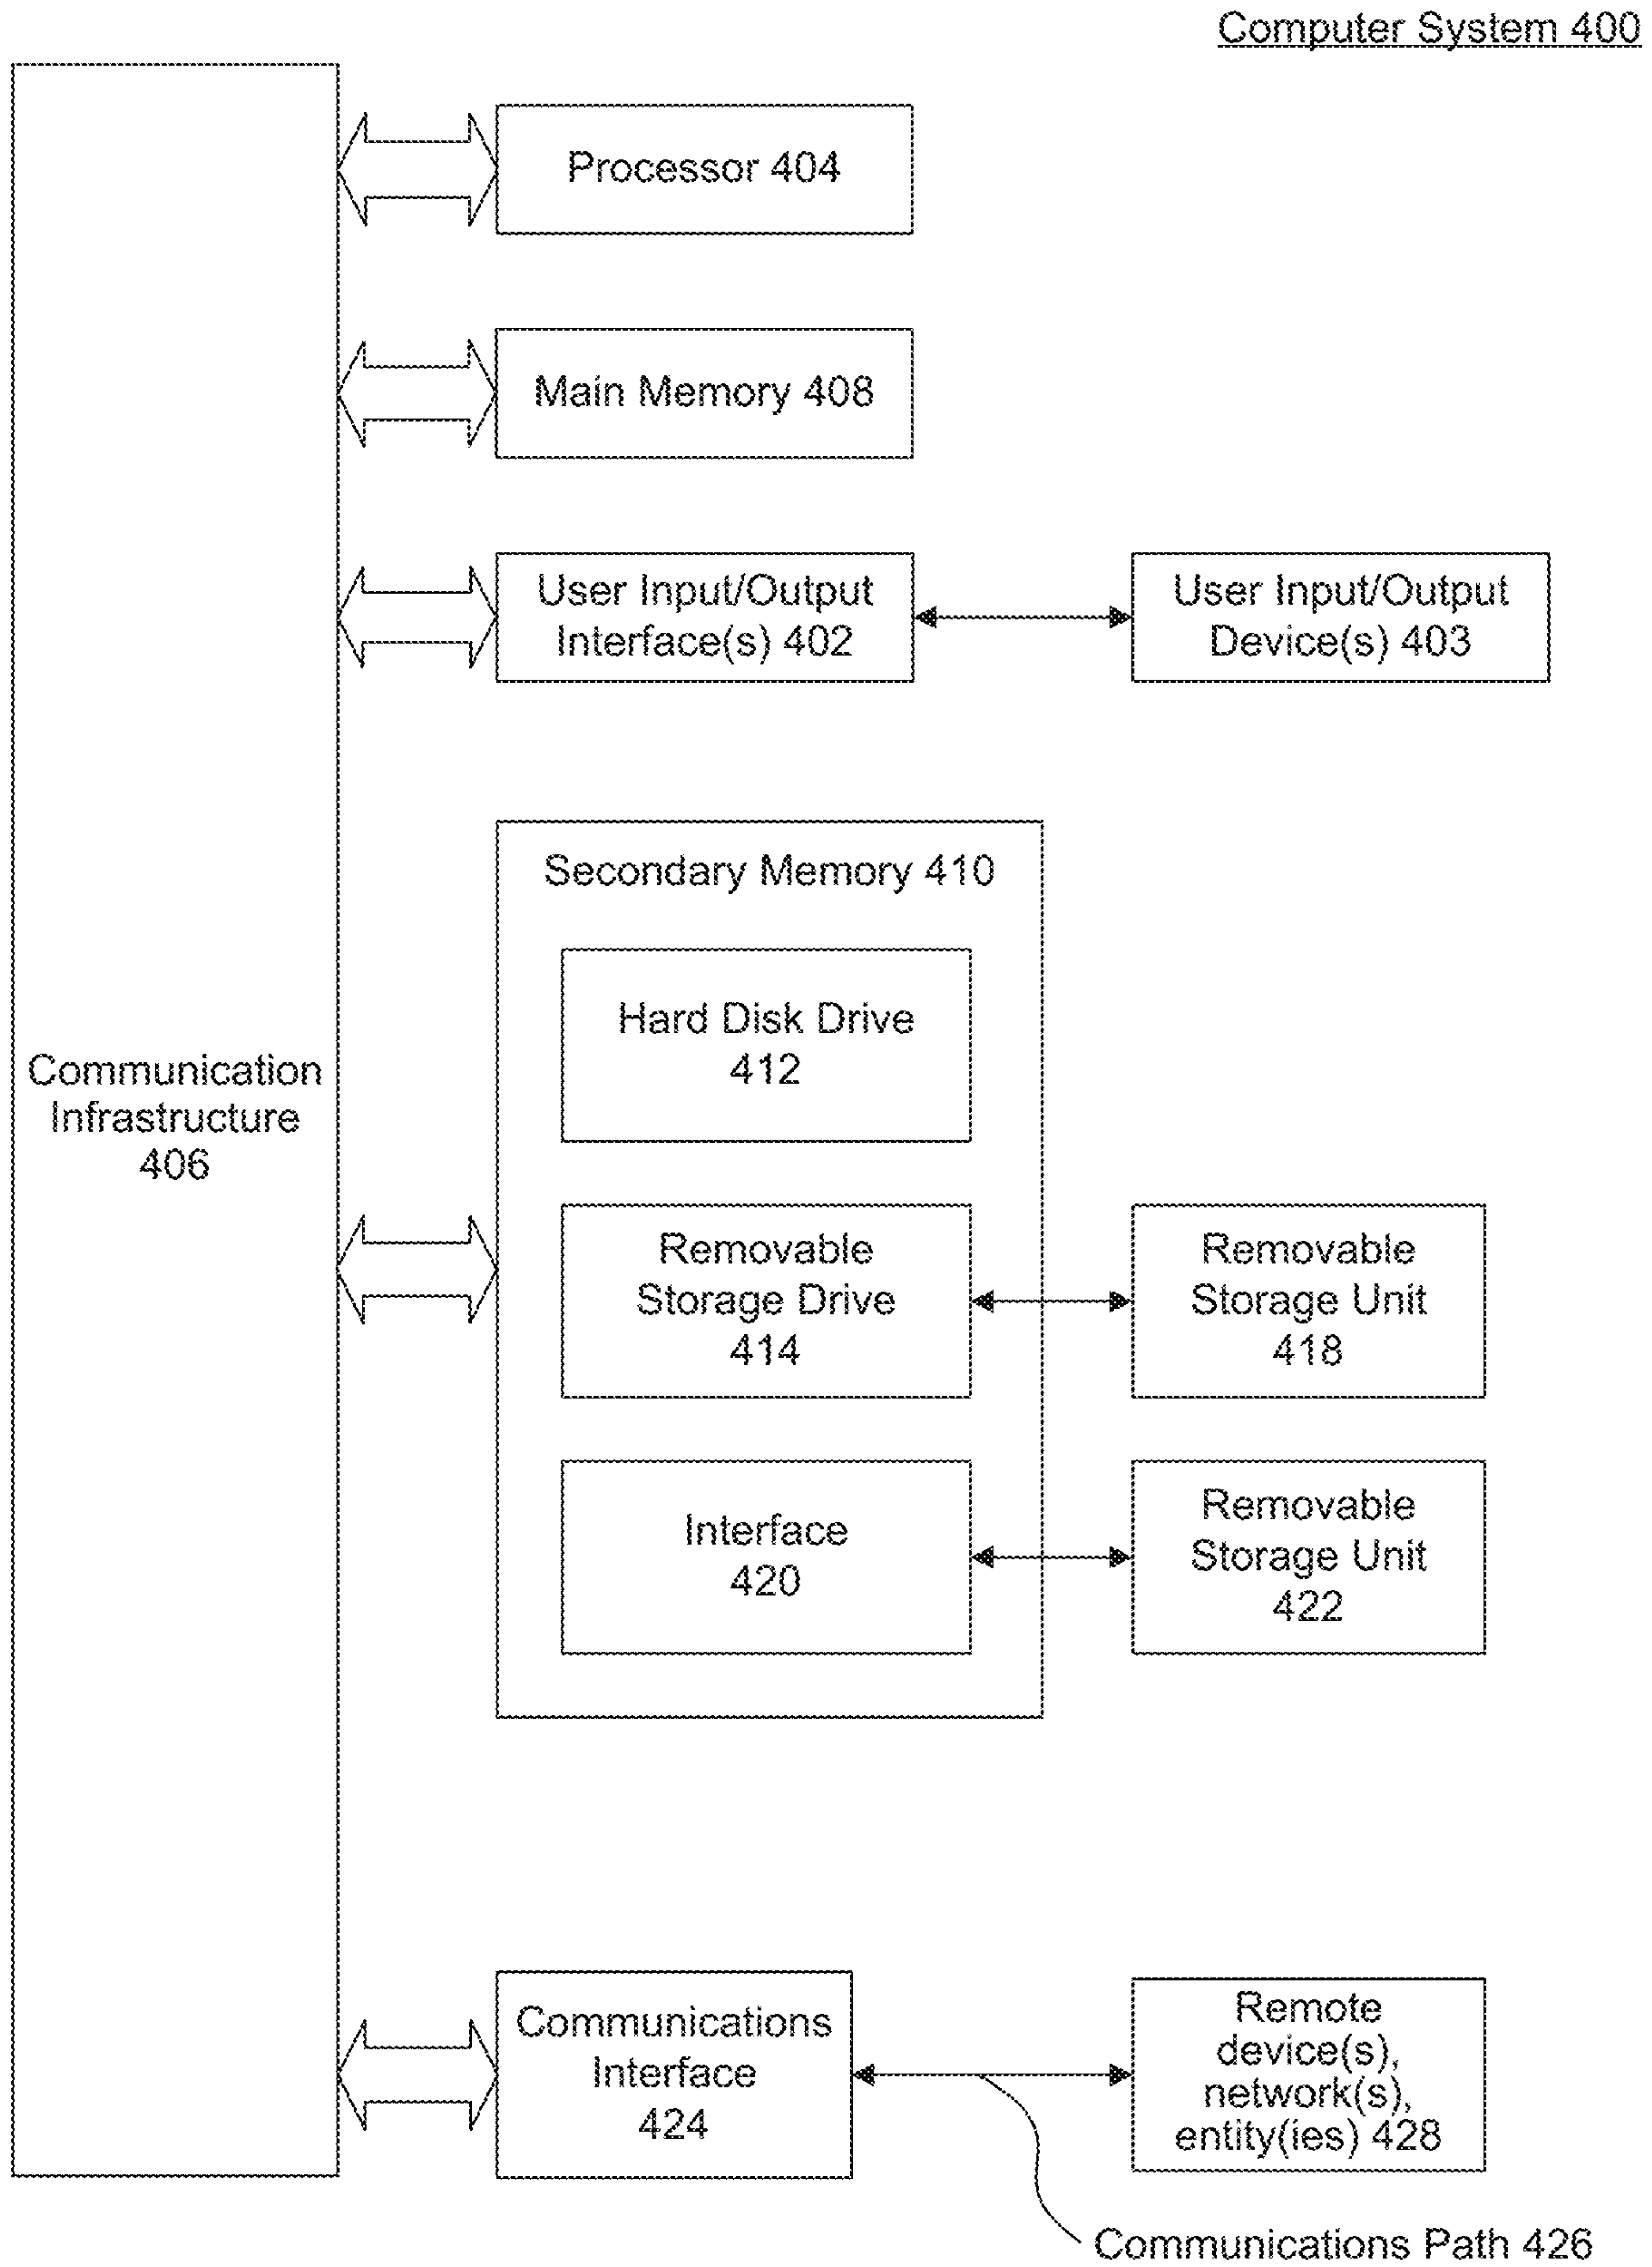 Computer System 400
Processor 404
Main Memory 408
User Input/Output
Interface(s) 402
User Input/Output
Device(s) 403
Secondary Memory 410
Hard Disk Drive
412
Communication
Infrastructure
406
Removable
Storage Drive
414
Removable
Storage Unit
418
Interface
420
Removable
Storage Unit
422
Communications
Interface
424
Remote
device(s),
network(s),
entity(ies) 428
Communications Path 426